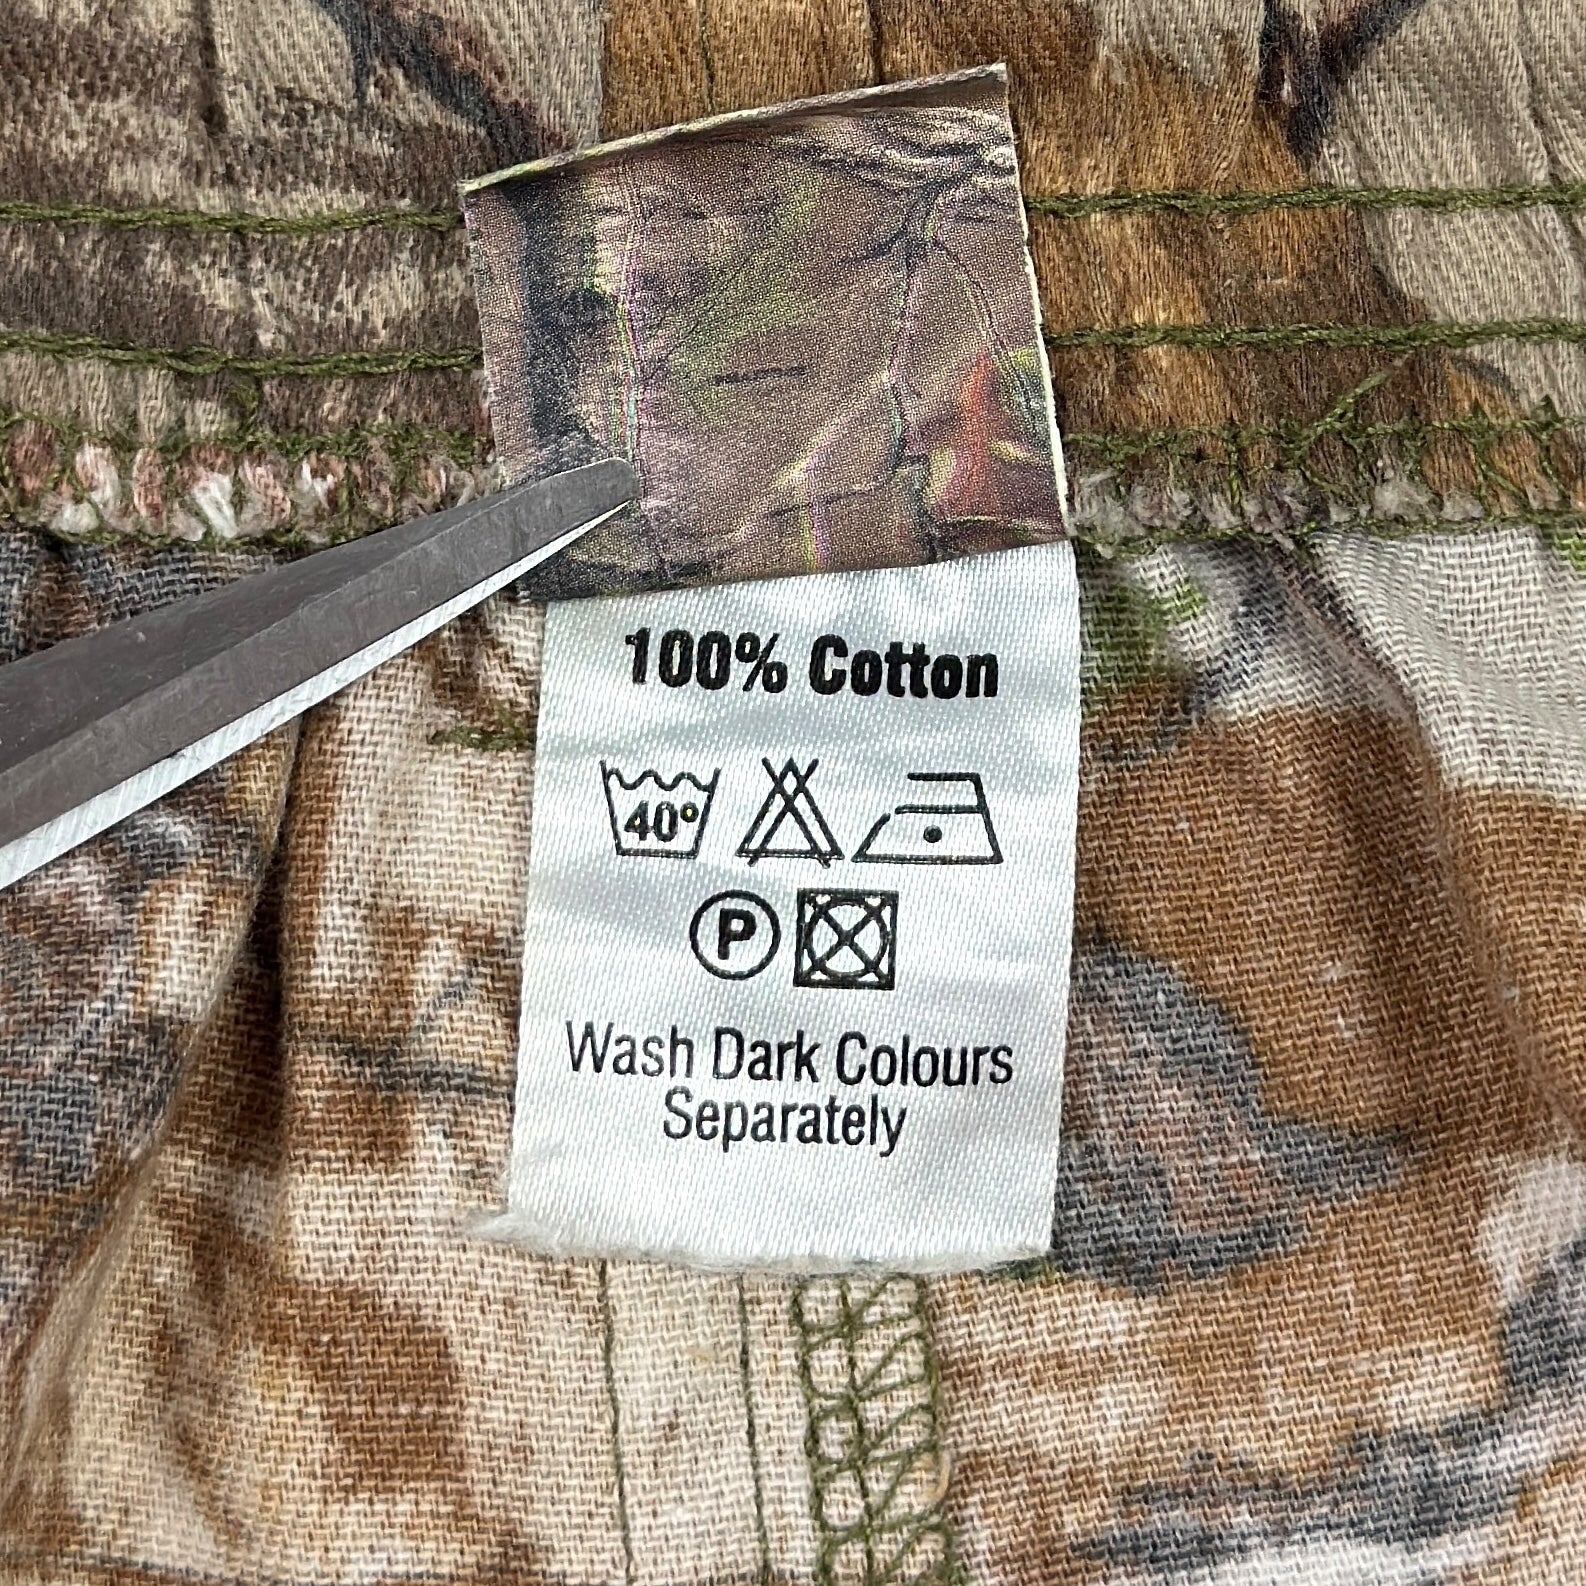 100% Cotton
40°
P
Wash Dark Colours
Separately